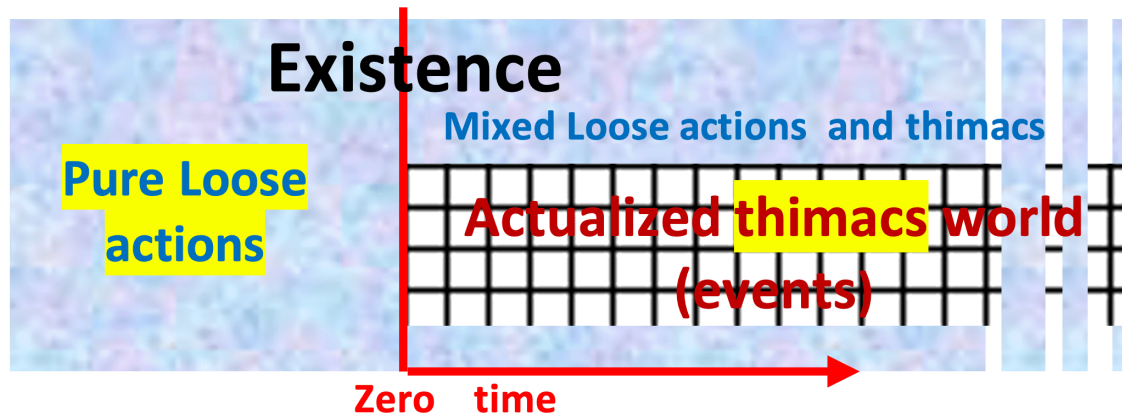 Existence
Mixed Loose actions and thimacs
Pure Loose
actions
Actualized thimacs world
(events)
Zero time